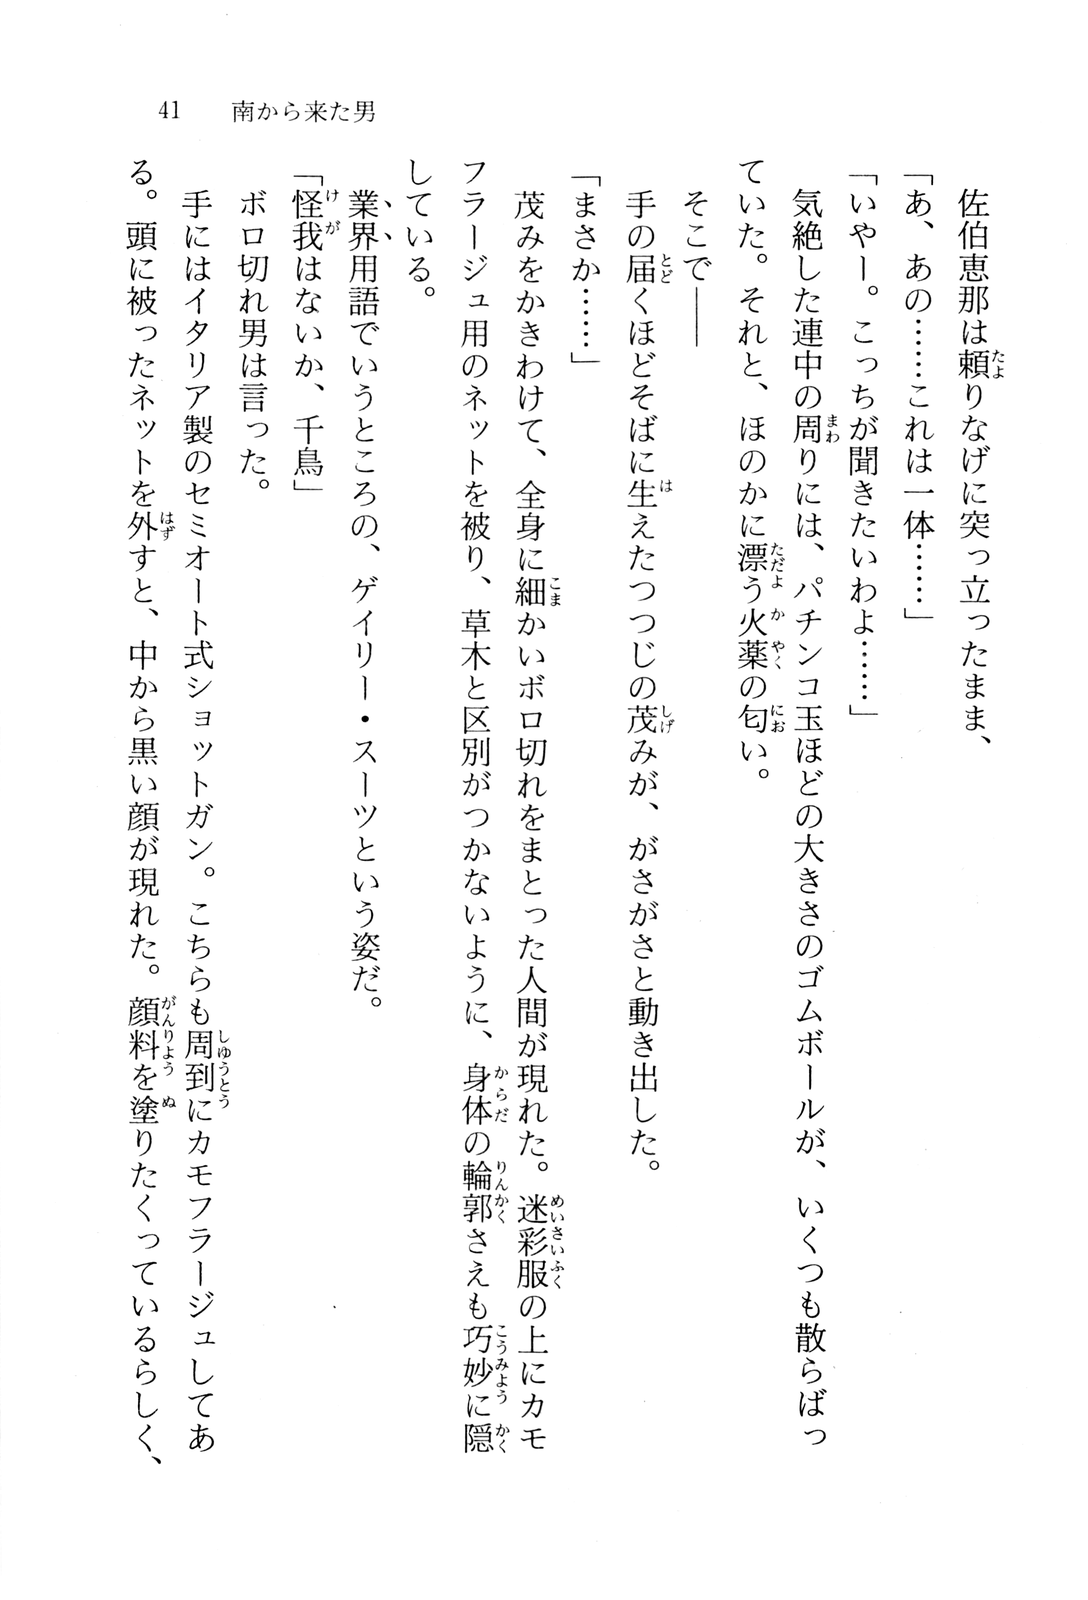 41　南から来た男
　佐伯恵那は頼りなげに突っ立ったまま、
「あ、あの……これは一体……」
「いやー。こっちが聞きたいわよ……」
　気絶した連中の周りには、パチンコ玉ほどの大きさのゴムボールが、いくつも散らばっ
ていた。それと、ほのかに漂う火薬の匂い。
　そこで――
　手の届くほどそばに生えたつつじの茂みが、がさがさと動き出した。
「まさか……」
　茂みをかきわけて、全身に細かいボロ切れをまとった人間が現れた。迷彩服の上にカモ
フラージュ用のネットを被り、草木と区別がつかないように、身体の輪郭さえも巧妙に隠
している。
　業界用語でいうところの、ゲイリー・スーツという姿だ。
「怪我はないか、千鳥」
　ボロ切れ男は言った。
　手にはイタリア製のセミオート式ショットガン。こちらも周到にカモフラージュしてあ
る。頭に被ったネットを外すと、中から黒い顔が現れた。顔料を塗りたくっているらしく、